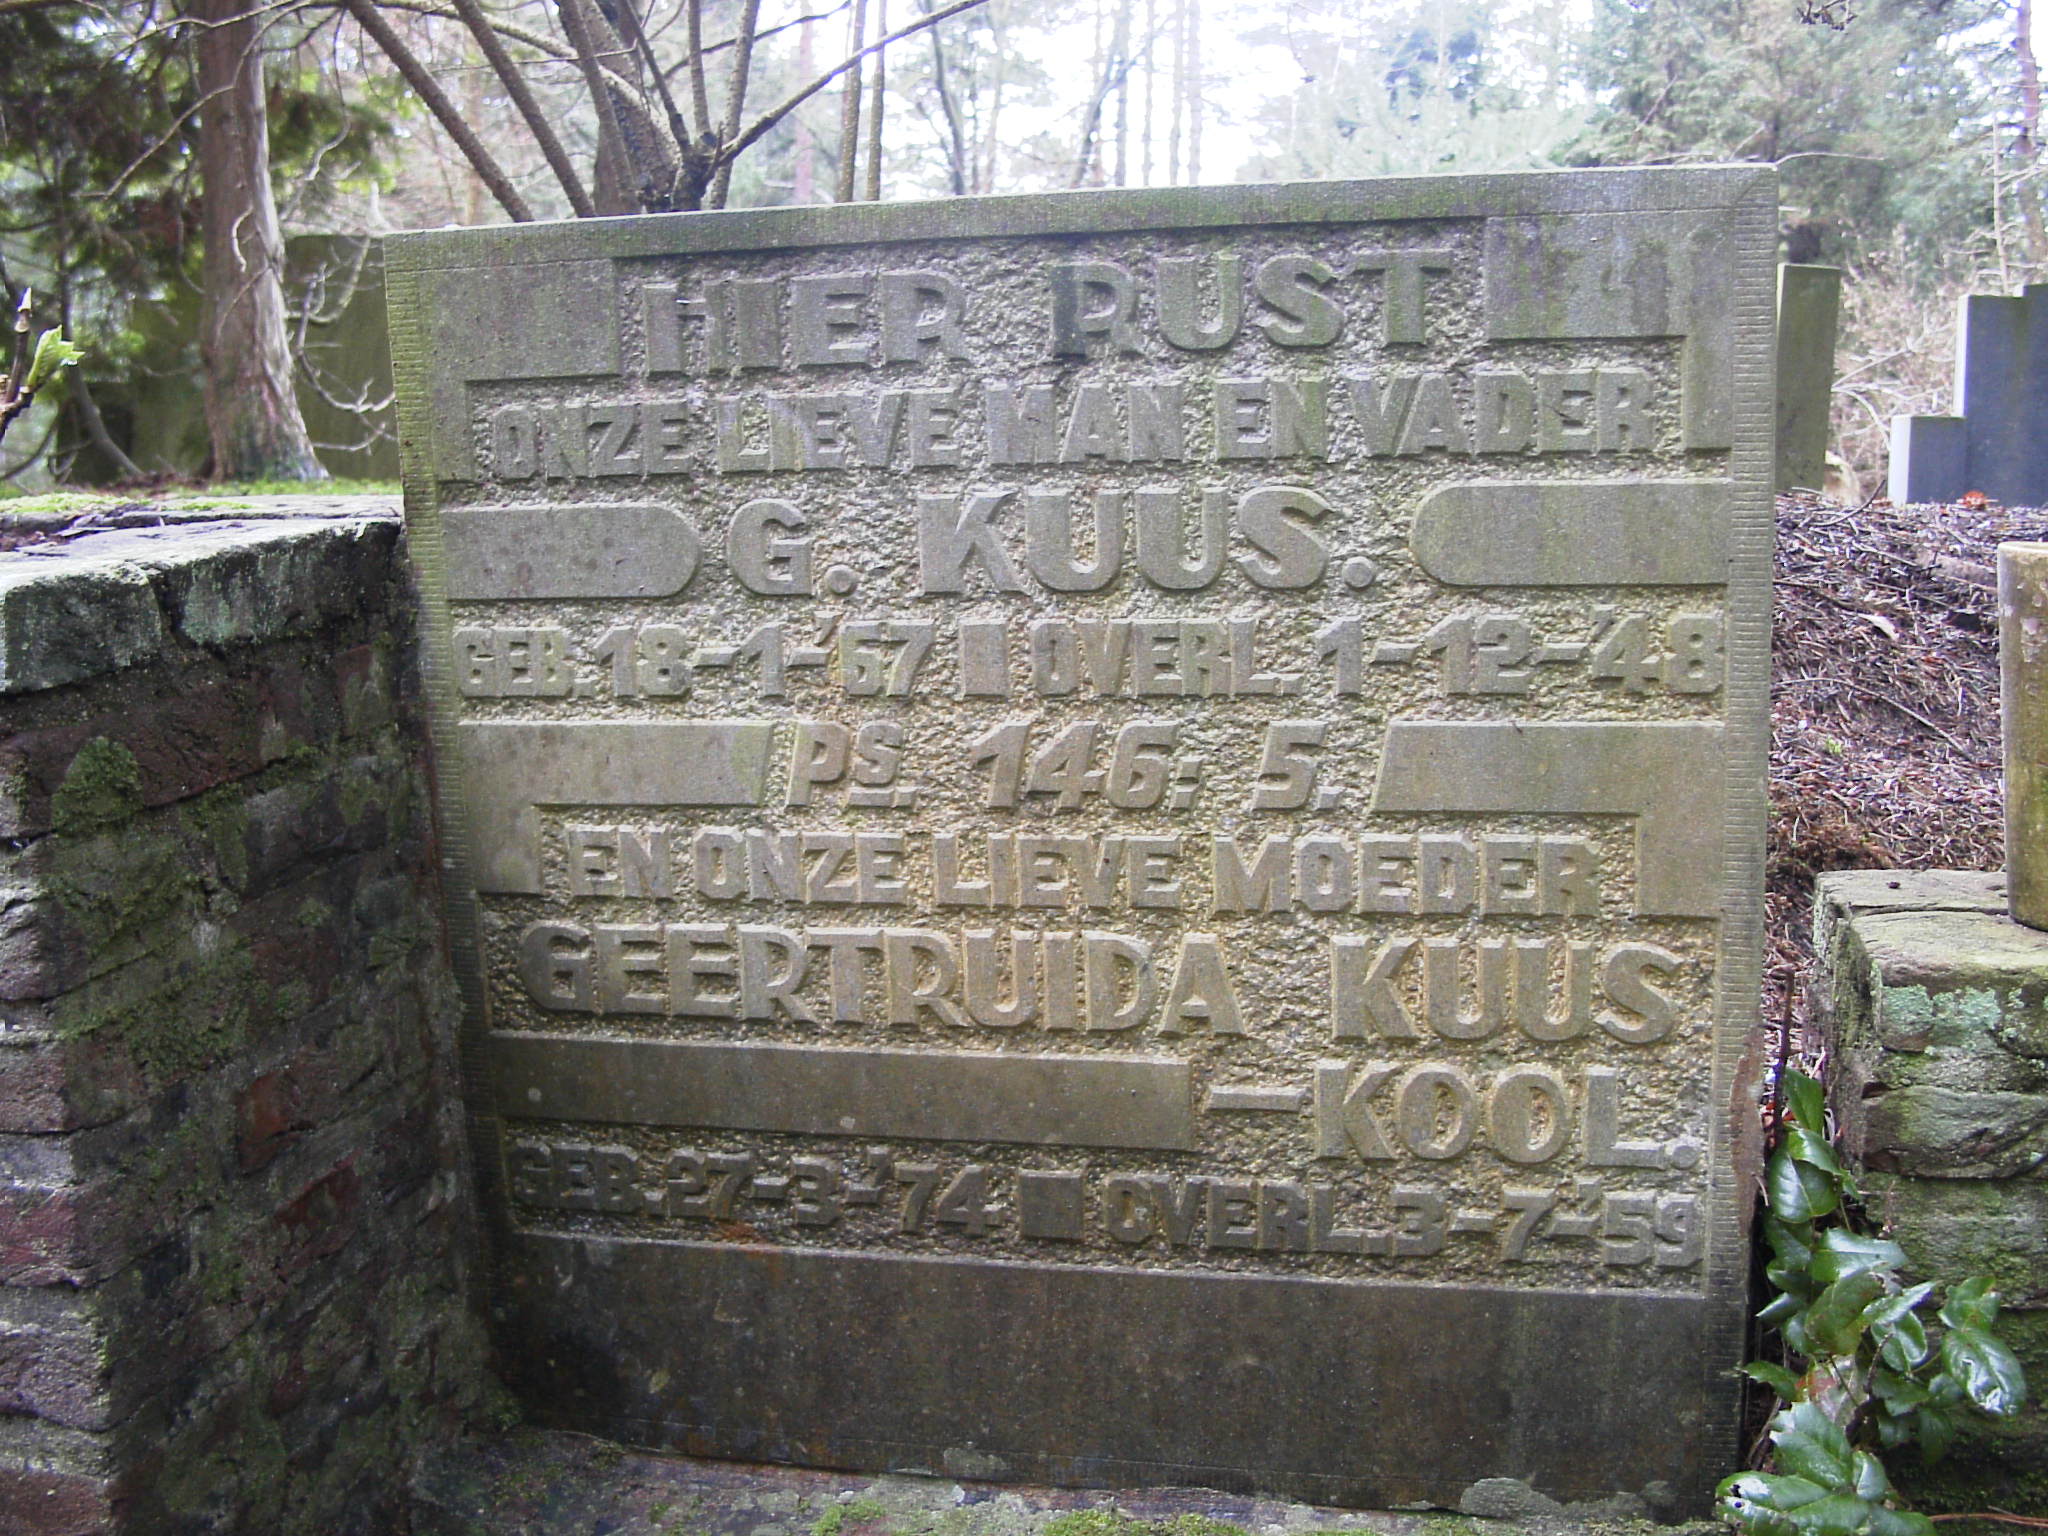 HIER RUST
ONZE LIEVE MAN EN VADER
G. KUUS.
GEB. 18-1-'67 OVERL. 1-12-'48
PS. 146: 5.
EN ONZE LIEVE MOEDER
GEERTRUIDA KUUS
-KOOL.
GEB. 27-3-'74 OVERL. 3-7-'59